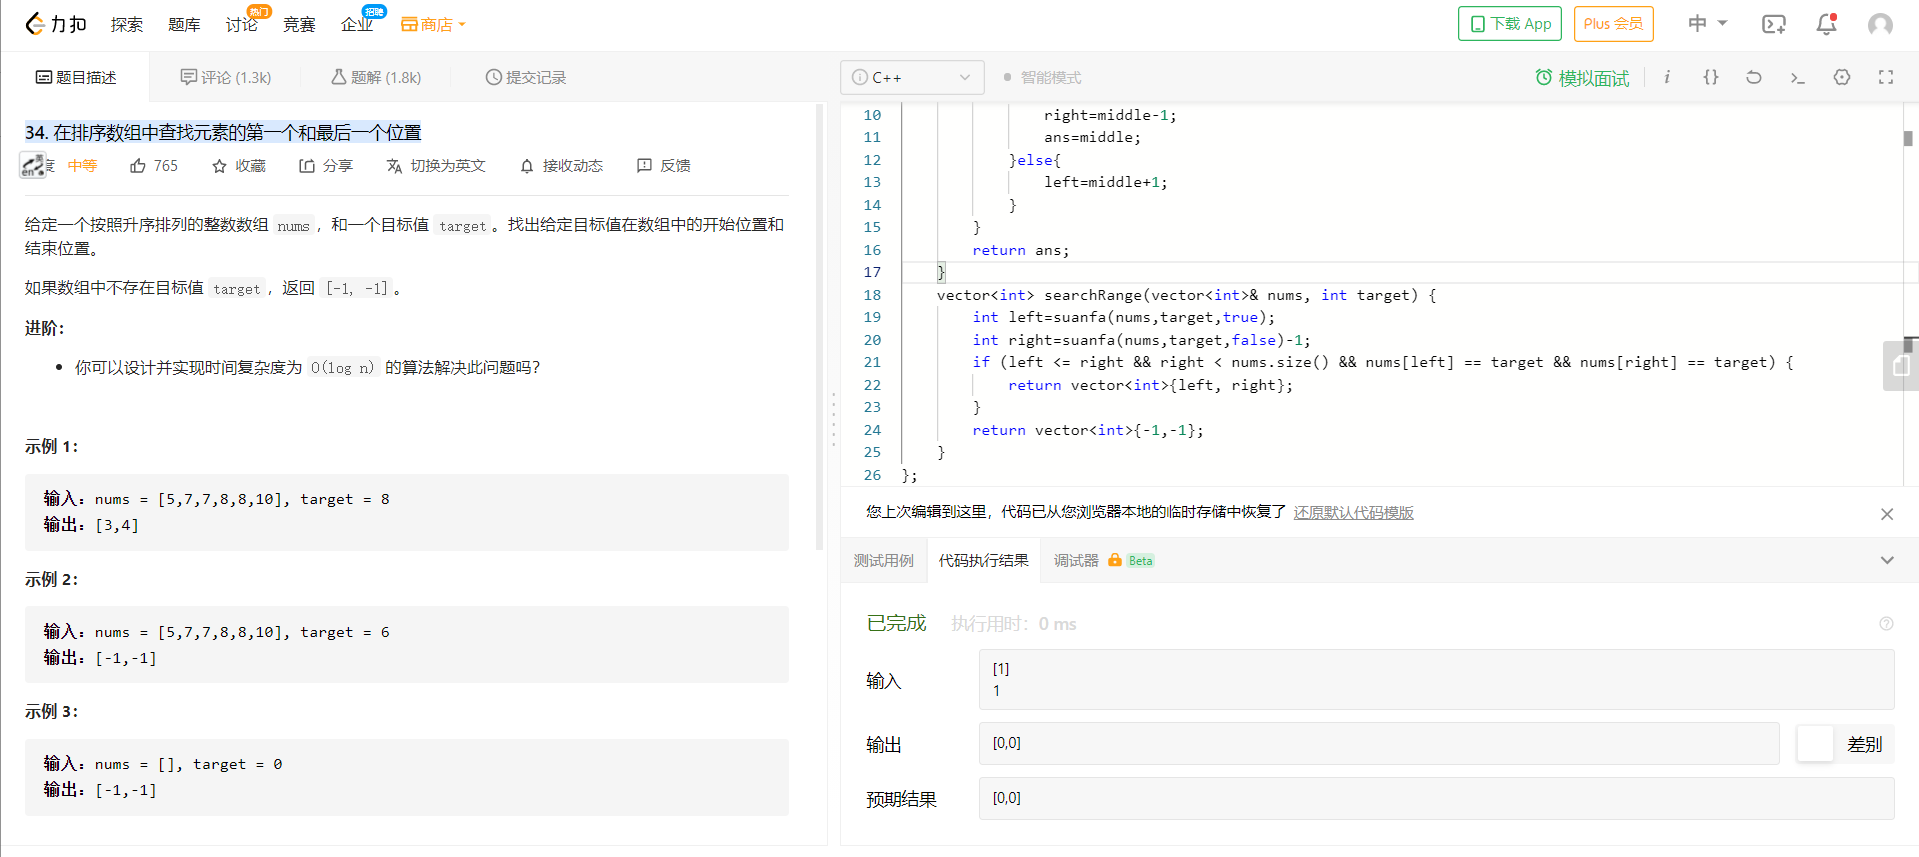 力扣 探索 题库 讨论 热门 竞赛 企业 招聘 商店 下载 App Plus 会员 中
题目描述 评论 (1.3k) 题解 (1.8k) 提交记录
C++ 智能模式 模拟面试 i {} >_
34. 在排序数组中查找元素的第一个和最后一个位置
英 en 度 中等 765 收藏 分享 切换为英文 接收动态 反馈
给定一个按照升序排列的整数数组 nums，和一个目标值 target。找出给定目标值在数组中的开始位置和
结束位置。
如果数组中不存在目标值 target，返回 [-1, -1]。
进阶：
你可以设计并实现时间复杂度为 O(log n) 的算法解决此问题吗？
示例 1：
输入：nums = [5,7,7,8,8,10], target = 8
输出：[3,4]
示例 2：
输入：nums = [5,7,7,8,8,10], target = 6
输出：[-1,-1]
示例 3：
输入：nums = [], target = 0
输出：[-1,-1]
10 right=middle-1;
11 ans=middle;
12 }else{
13 left=middle+1;
14 }
15 }
16 return ans;
17 }
18 vector<int> searchRange(vector<int>& nums, int target) {
19 int left=suanfa(nums,target,true);
20 int right=suanfa(nums,target,false)-1;
21 if (left <= right && right < nums.size() && nums[left] == target && nums[right] == target) {
22 return vector<int>{left, right};
23 }
24 return vector<int>{-1,-1};
25 }
26 };
您上次编辑到这里，代码已从您浏览器本地的临时存储中恢复了 还原默认代码模版
测试用例 代码执行结果 调试器 Beta
已完成 执行用时：0 ms
输入
[1]
1
输出 [0,0] 差别
预期结果 [0,0]